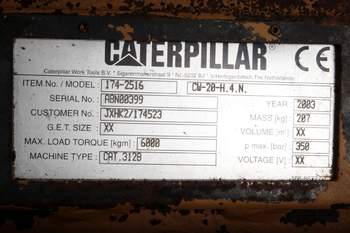 CATERPILLAR CE
Caterpillar Work Tools B.V.
ITEM No. / MODEL: 174-2516 CW-20-H.4.N.
SERIAL No.: A8N00399 YEAR 2003
CUSTOMER No.: JXHK2/174523 MASS [kg] 207
G.E.T. SIZE: XX VOLUME [m³] XX
MAX. LOAD TORQUE [kgm] 6000 p max. [bar] 350
MACHINE TYPE: CAT.312B VOLTAGE [V] XX